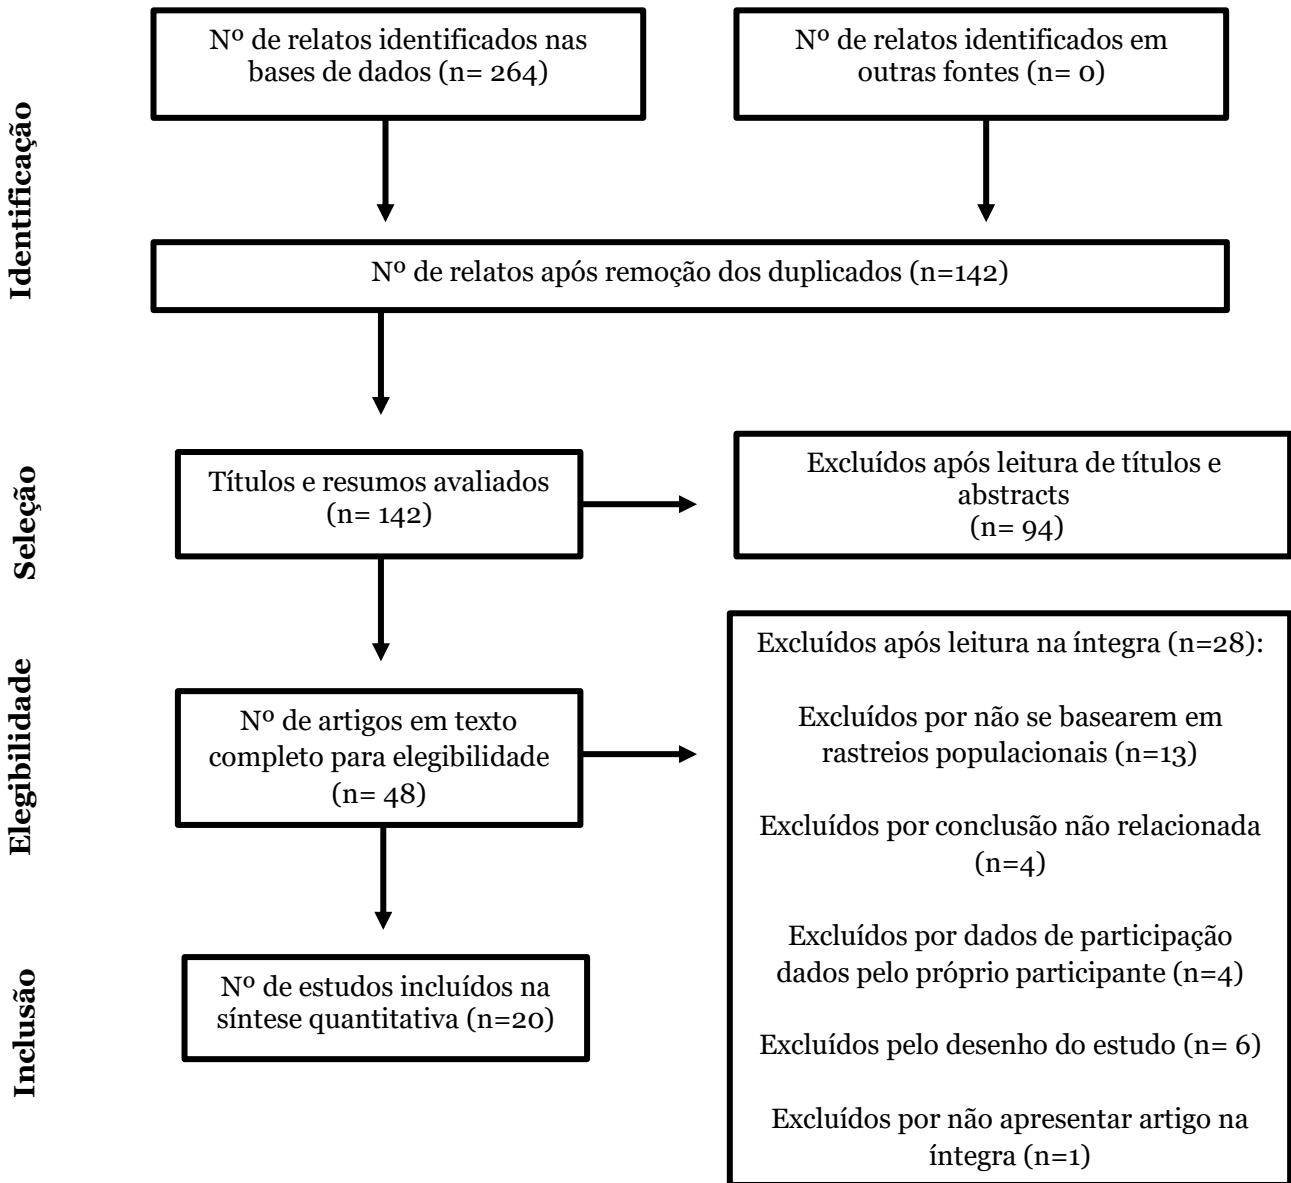 Identificação
Nº de relatos identificados nas
bases de dados (n= 264)
Nº de relatos identificados em
outras fontes (n= 0)
Nº de relatos após remoção dos duplicados (n=142)
Seleção
Títulos e resumos avaliados
(n= 142)
Excluídos após leitura de títulos e
abstracts
(n= 94)
Elegibilidade
Nº de artigos em texto
completo para elegibilidade
(n= 48)
Excluídos após leitura na íntegra (n=28):
Excluídos por não se basearem em
rastreios populacionais (n=13)
Excluídos por conclusão não relacionada
(n=4)
Excluídos por dados de participação
dados pelo próprio participante (n=4)
Excluídos pelo desenho do estudo (n= 6)
Excluídos por não apresentar artigo na
íntegra (n=1)
Inclusão
Nº de estudos incluídos na
síntese quantitativa (n=20)